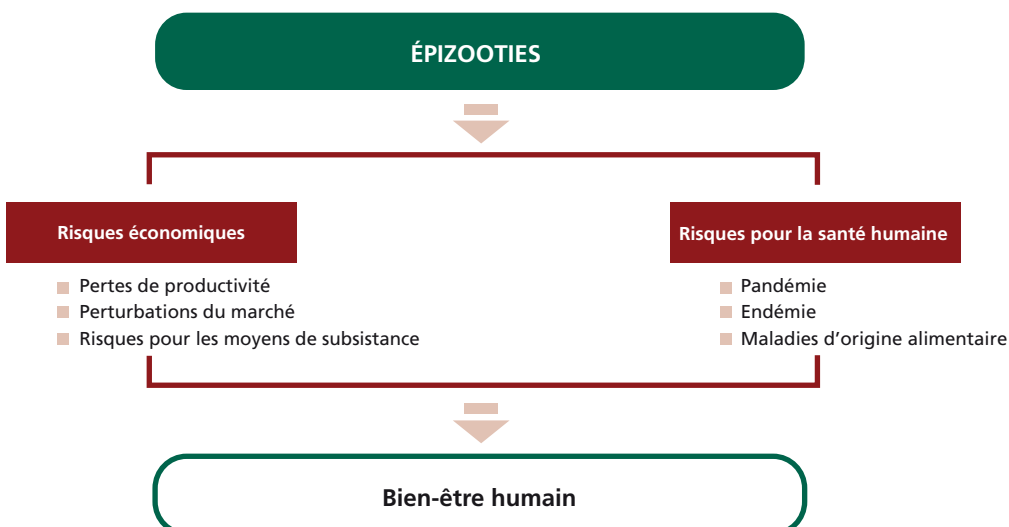 ÉPIZOOTIES
Risques économiques
Pertes de productivité
Perturbations du marché
Risques pour les moyens de subsistance
Risques pour la santé humaine
Pandémie
Endémie
Maladies d'origine alimentaire
Bien-être humain